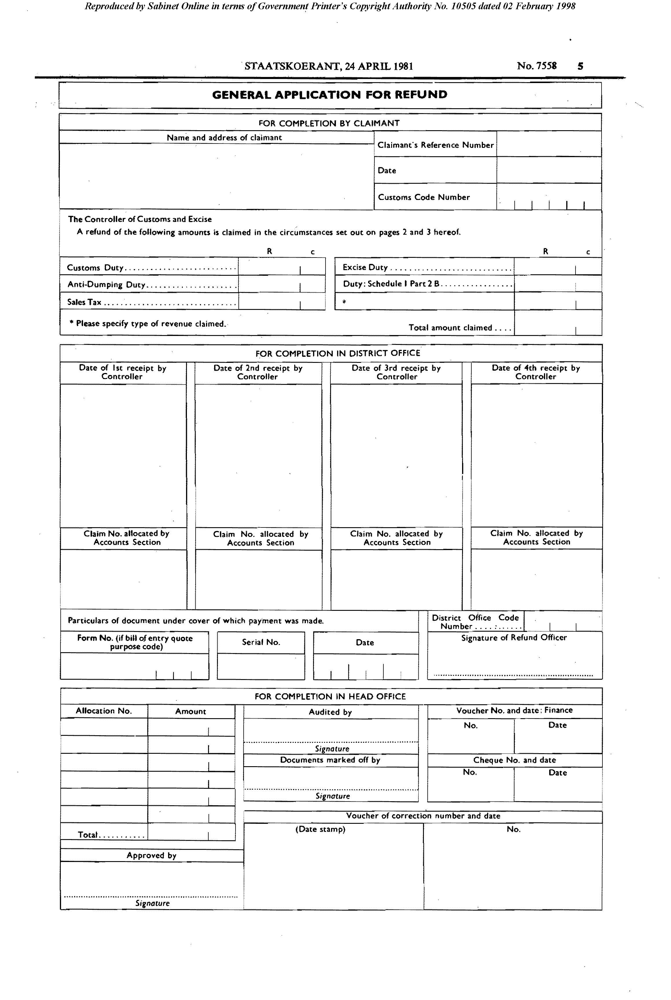 Reproduced by Sabinet Online in terms of Government Printer's Copyright Authority No. 10505 dated 02 February 1998
STAATSKOERANT, 24 APRIL 1981 No. 7558 5
GENERAL APPLICATION FOR REFUND
FOR COMPLETION BY CLAIMANT
Name and address of claimant
Claimant's Reference Number
Date
Customs Code Number
The Controller of Customs and Excise
A refund of the following amounts is claimed in the circumstances set out on pages 2 and 3 hereof.
R c R c
Customs Duty.......................... Excise Duty............................
Anti-Dumping Duty..................... Duty: Schedule 1 Part 2 B.................
Sales Tax............................... *
* Please specify type of revenue claimed.
Total amount claimed....
FOR COMPLETION IN DISTRICT OFFICE
Date of 1st receipt by Controller
Date of 2nd receipt by Controller
Date of 3rd receipt by Controller
Date of 4th receipt by Controller
Claim No. allocated by Accounts Section
Claim No. allocated by Accounts Section
Claim No. allocated by Accounts Section
Claim No. allocated by Accounts Section
Particulars of document under cover of which payment was made.
District Office Code
Number...........
Form No. (if bill of entry quote
purpose code)
Serial No.
Date
Signature of Refund Officer
FOR COMPLETION IN HEAD OFFICE
Allocation No. Amount Audited by Voucher No. and date: Finance
No. Date
Signature
Documents marked off by Cheque No. and date
No. Date
Signature
Voucher of correction number and date
(Date stamp) No.
Total...........
Approved by
Signature